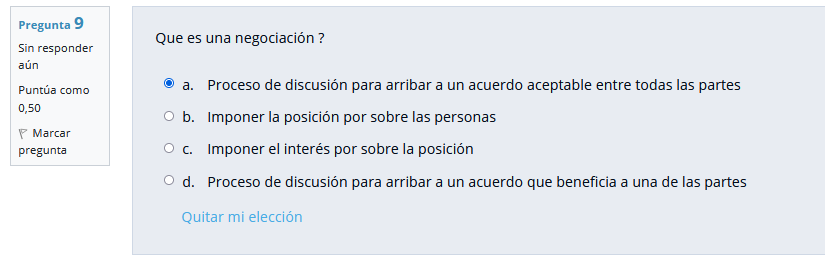 Pregunta 9
Sin responder
aún
Puntúa como
0,50
Marcar
pregunta
Que es una negociación ?
a. Proceso de discusión para arribar a un acuerdo aceptable entre todas las partes
b. Imponer la posición por sobre las personas
c. Imponer el interés por sobre la posición
d. Proceso de discusión para arribar a un acuerdo que beneficia a una de las partes
Quitar mi elección